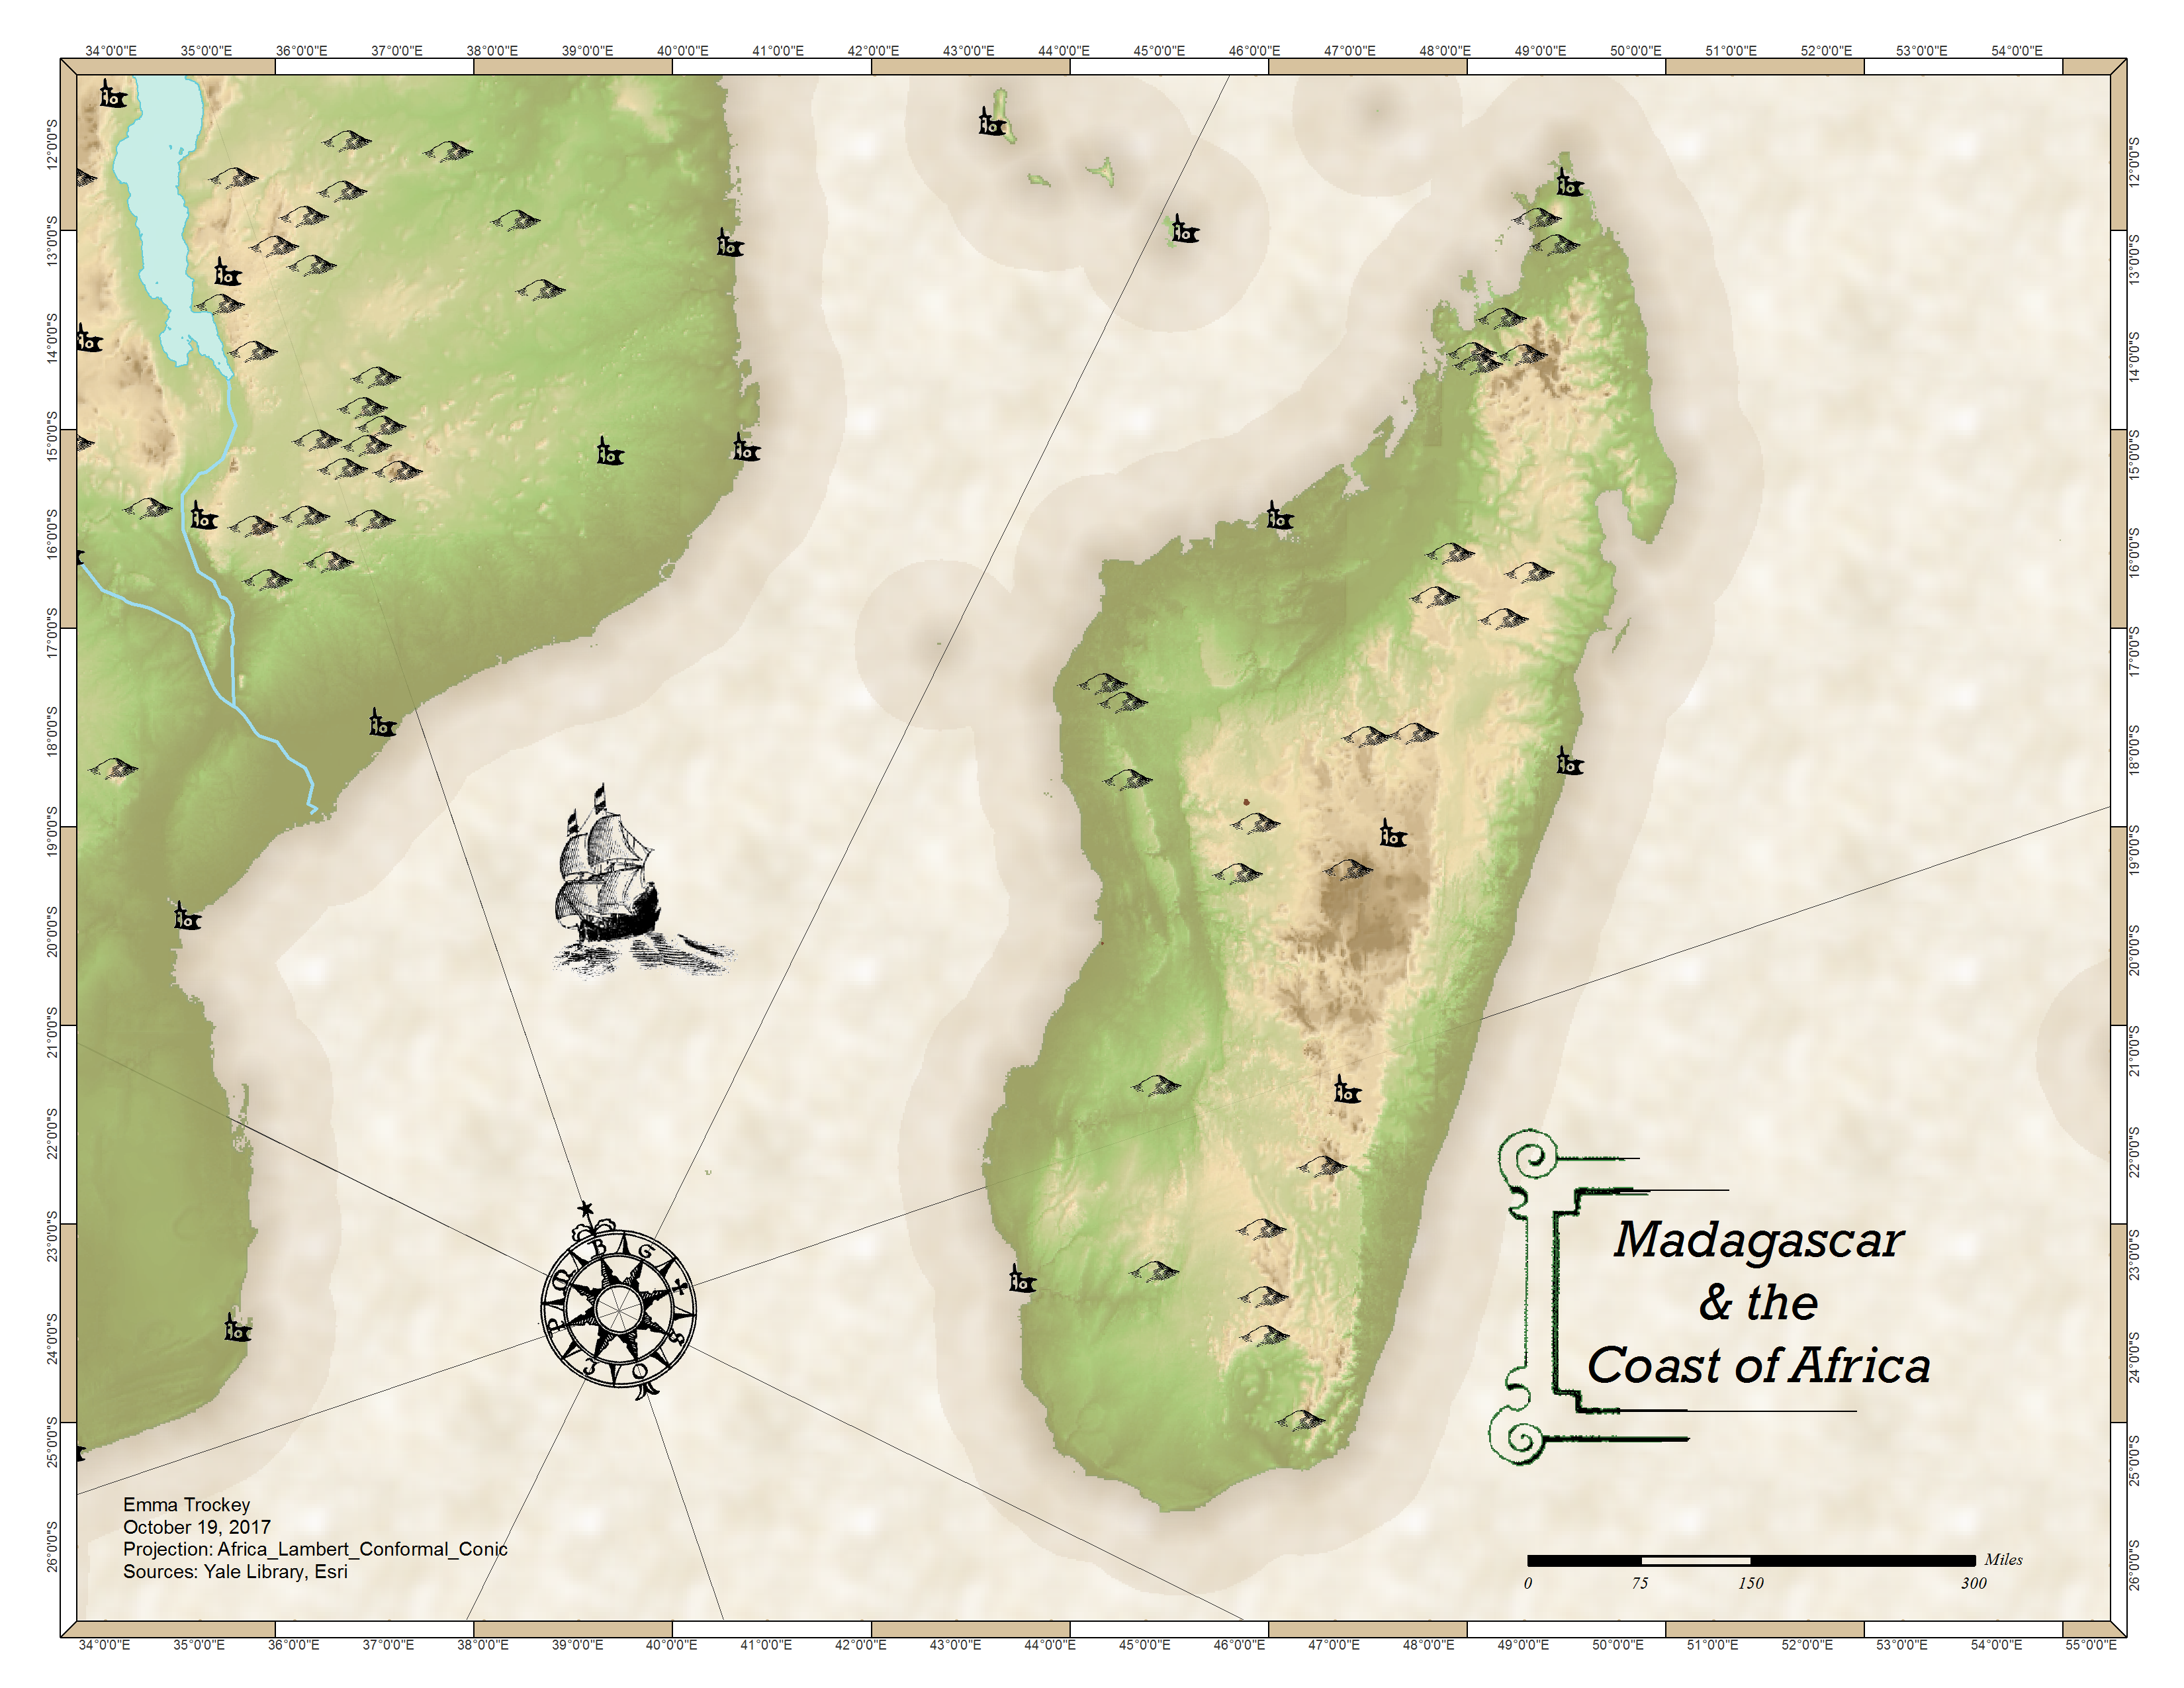 34°0'0"E 35°0'0"E 36°0'0"E 37°0'0"E 38°0'0"E 39°0'0"E 40°0'0"E 41°0'0"E 42°0'0"E 43°0'0"E 44°0'0"E 45°0'0"E 46°0'0"E 47°0'0"E 48°0'0"E 49°0'0"E 50°0'0"E 51°0'0"E 52°0'0"E 53°0'0"E 54°0'0"E
12°0'0"S
13°0'0"S
14°0'0"S
15°0'0"S
16°0'0"S
17°0'0"S
18°0'0"S
19°0'0"S
20°0'0"S
21°0'0"S
22°0'0"S
23°0'0"S
24°0'0"S
25°0'0"S
26°0'0"S
12°0'0"S
13°0'0"S
14°0'0"S
15°0'0"S
16°0'0"S
17°0'0"S
18°0'0"S
19°0'0"S
20°0'0"S
21°0'0"S
22°0'0"S
23°0'0"S
24°0'0"S
25°0'0"S
26°0'0"S
Madagascar
& the
Coast of Africa
Emma Trockey
October 19, 2017
Projection: Africa_Lambert_Conformal_Conic
Sources: Yale Library, Esri
Miles
0 75 150 300
34°0'0"E 35°0'0"E 36°0'0"E 37°0'0"E 38°0'0"E 39°0'0"E 40°0'0"E 41°0'0"E 42°0'0"E 43°0'0"E 44°0'0"E 45°0'0"E 46°0'0"E 47°0'0"E 48°0'0"E 49°0'0"E 50°0'0"E 51°0'0"E 52°0'0"E 53°0'0"E 54°0'0"E 55°0'0"E